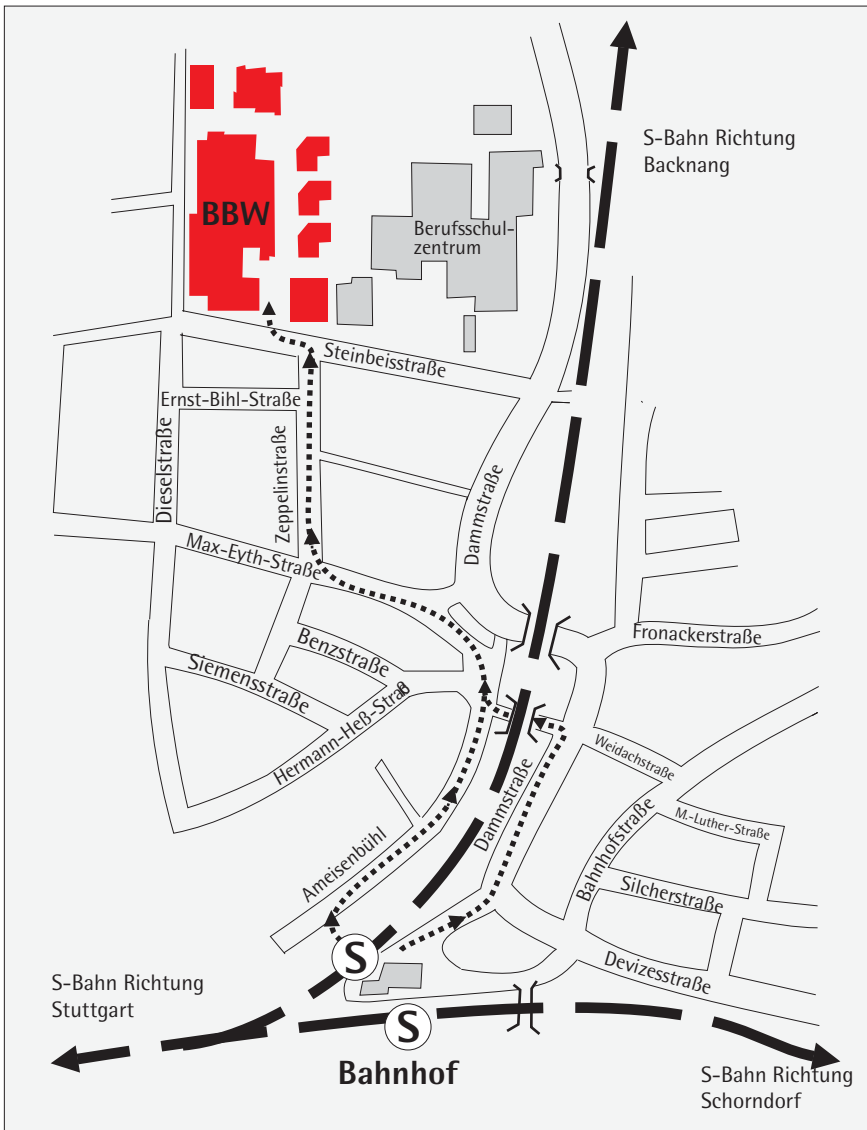 S-Bahn Richtung
Backnang
BBW
Berufsschul-
zentrum
Steinbeisstraße
Ernst-Bihl-Straße
Dieselstraße
Zeppelinstraße
Dammstraße
Max-Eyth-Straße
Fronackerstraße
Benzstraße
Siemensstraße
Hermann-Heß-Straß
Weidachstraße
Dammstraße
M.-Luther-Straße
Bahnhofstraße
Ameisenbühl
Silcherstraße
Devizesstraße
S
S-Bahn Richtung
Stuttgart
S
Bahnhof
S-Bahn Richtung
Schorndorf